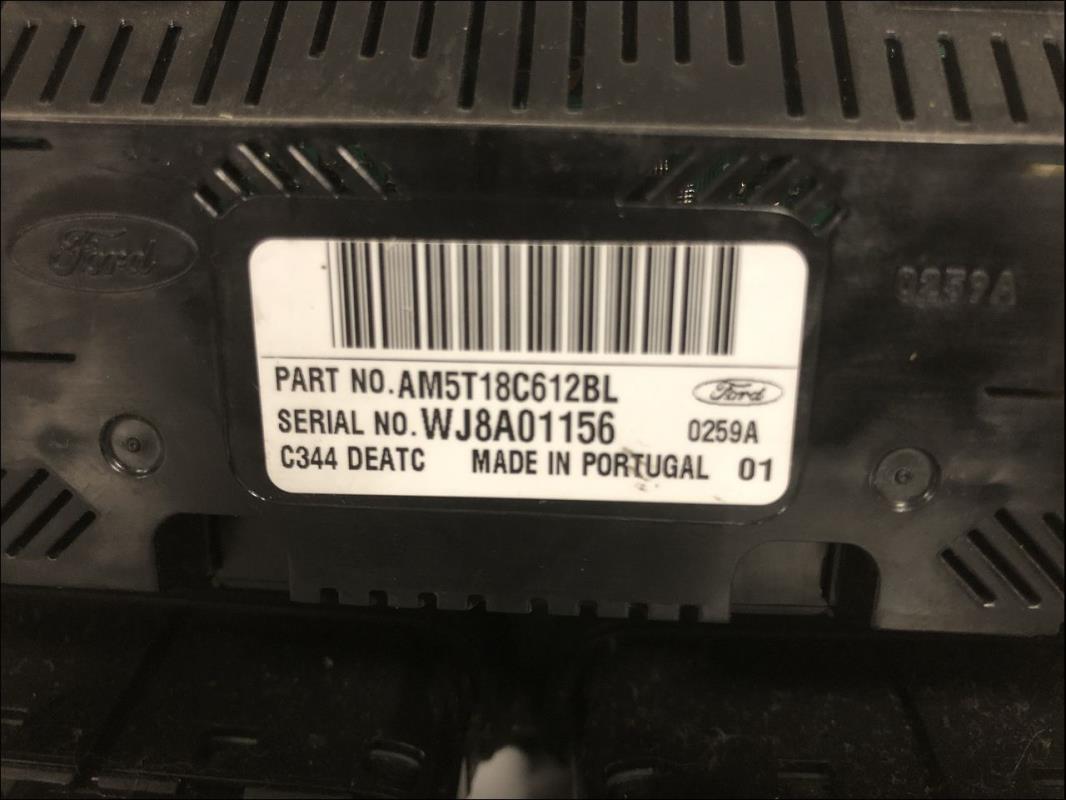 Ford
0259A
PART NO. AM5T18C612BL
Ford
SERIAL NO. WJ8A01156
0259A
C344 DEATC MADE IN PORTUGAL 01